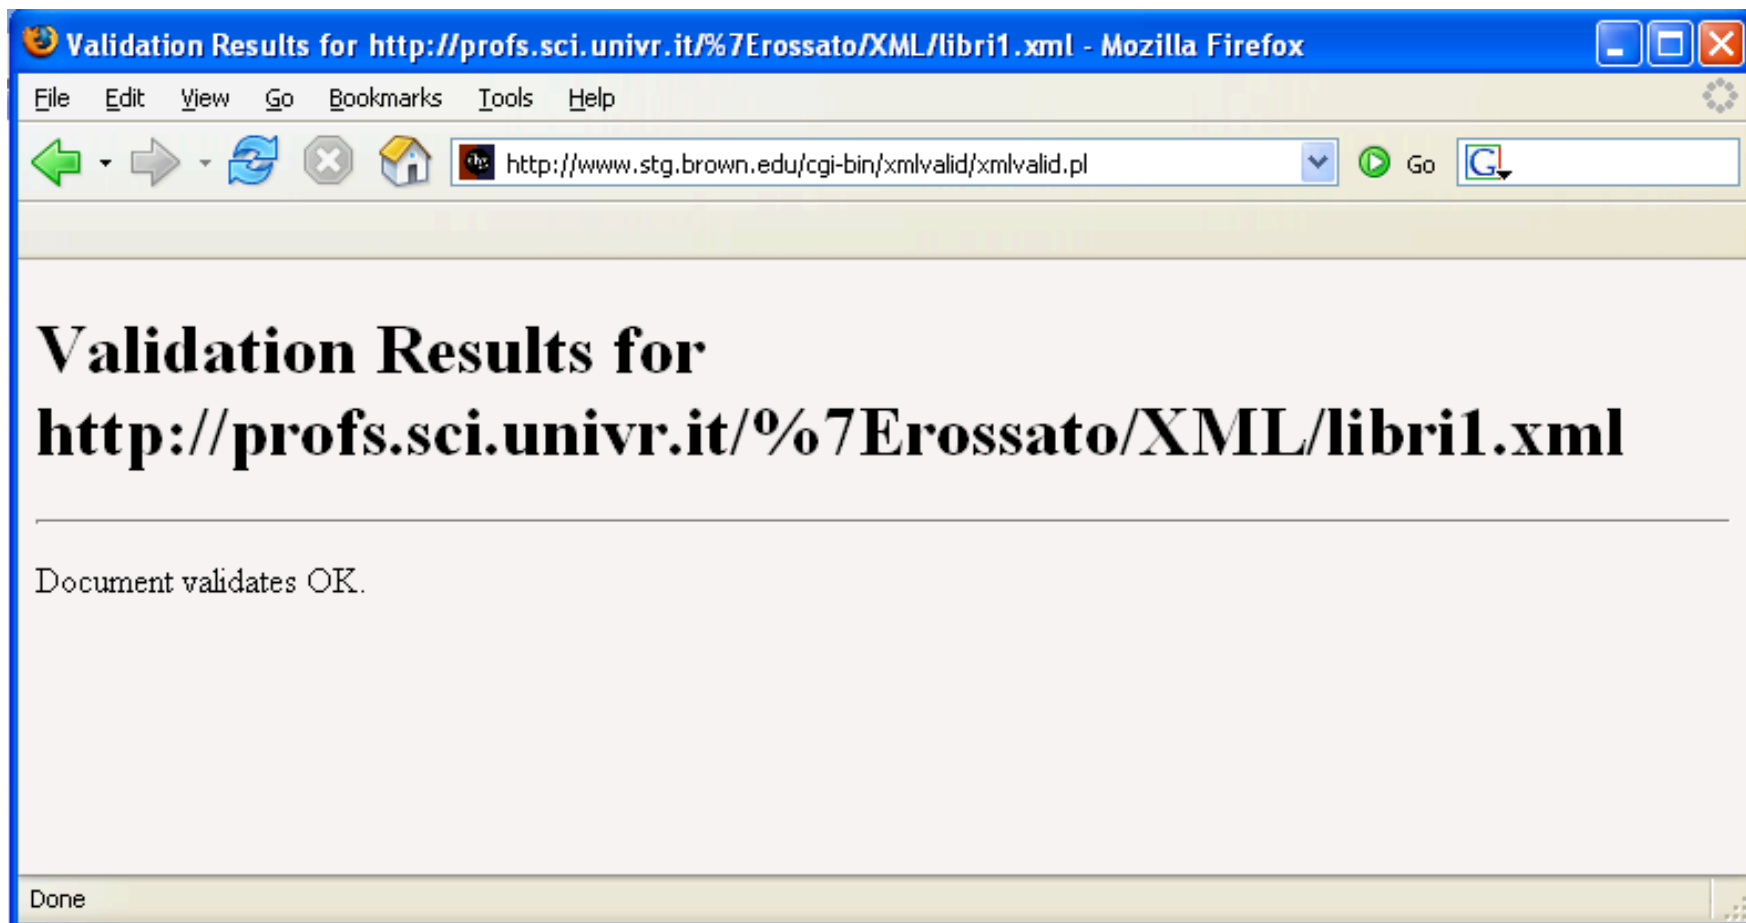 Validation Results for http://profs.sci.univr.it/%7Erossato/XML/libri1.xml - Mozilla Firefox
File Edit View Go Bookmarks Tools Help
http://www.stg.brown.edu/cgi-bin/xmlvalid/xmlvalid.pl Go G
Validation Results for
http://profs.sci.univr.it/%7Erossato/XML/libri1.xml
Document validates OK.
Done